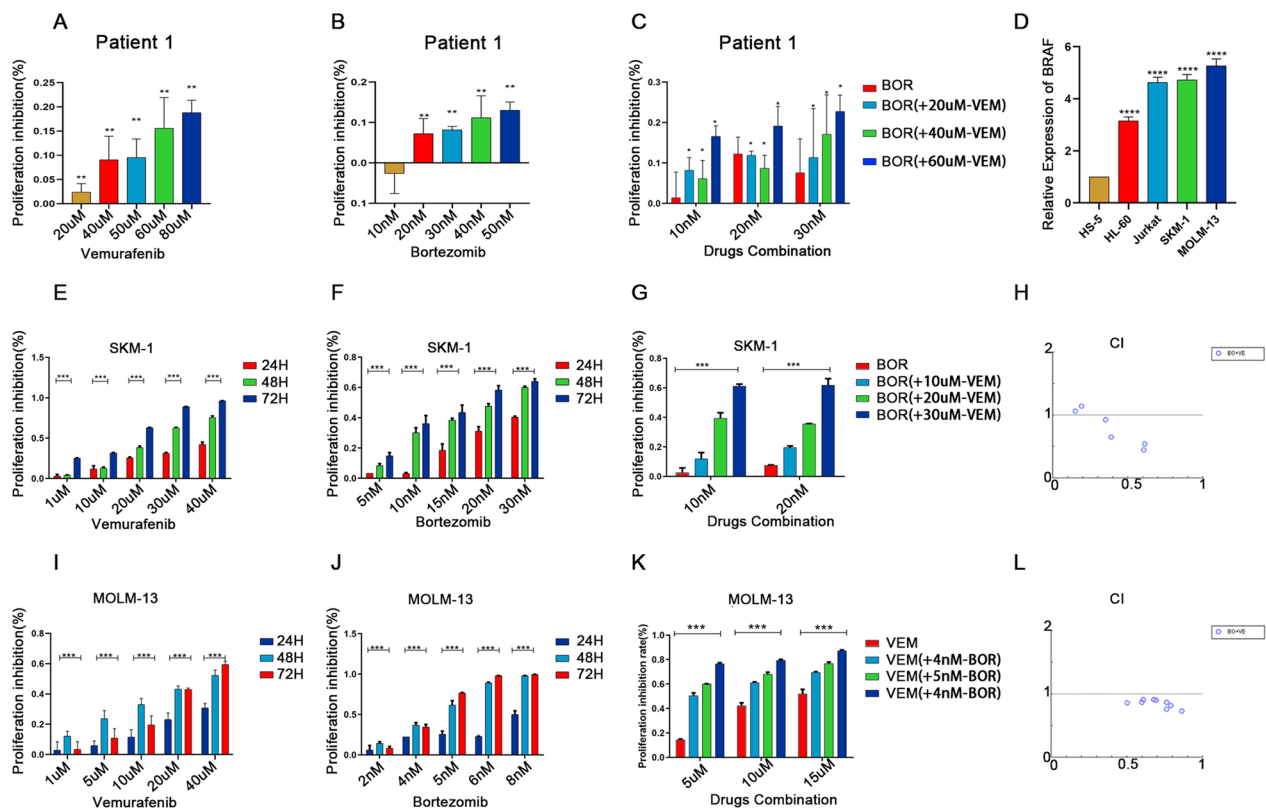 A
Patient 1
Proliferation inhibition(%)
0.25
0.20
0.15
0.10
0.05
0.00
**
**
**
**
**
20uM
40uM
50uM
60uM
80uM
Vemurafenib
B
Patient 1
Proliferation inhibition(%)
0.2
0.1
0.0
0.1
**
**
**
**
10nM
20nM
30nM
40nM
50nM
Bortezomib
C
Patient 1
Proliferation inhibition(%)
0.3
0.2
0.1
0.0
* * *
* * *
* * *
10nM
20nM
30nM
Drugs Combination
BOR
BOR(+20uM-VEM)
BOR(+40uM-VEM)
BOR(+60uM-VEM)
D
Relative Expression of BRAF
6
4
2
0
****
****
****
****
HS-5
HL-60
Jurkat
SKM-1
MOLM-13
E
SKM-1
Proliferation inhibition(%)
1.5
1.0
0.5
0.0
*** *** *** *** ***
1uM
10uM
20uM
30uM
40uM
Vemurafenib
24H
48H
72H
F
SKM-1
Proliferation inhibition(%)
0.8
0.6
0.4
0.2
0.0
*** *** *** *** ***
5nM
10nM
15nM
20nM
30nM
Bortezomib
24H
48H
72H
G
SKM-1
Proliferation inhibition(%)
0.8
0.6
0.4
0.2
0.0
*** ***
10nM
20nM
Drugs Combination
BOR
BOR(+10uM-VEM)
BOR(+20uM-VEM)
BOR(+30uM-VEM)
H
CI
2
1
0
0 0.5 1
BO+VE
I
MOLM-13
Proliferation inhibition(%)
0.8
0.6
0.4
0.2
0.0
*** *** *** *** ***
1uM
5uM
10uM
20uM
40uM
Vemurafenib
24H
48H
72H
J
MOLM-13
Proliferation inhibition(%)
1.5
1.0
0.5
0.0
*** *** *** *** ***
2nM
4nM
5nM
6nM
8nM
Bortezomib
24H
48H
72H
K
MOLM-13
Proliferation inhibition rate(%)
1.0
0.8
0.6
0.4
0.2
0.0
*** *** ***
5uM
10uM
15uM
Drugs Combination
VEM
VEM(+4nM-BOR)
VEM(+5nM-BOR)
VEM(+4nM-BOR)
L
CI
2
1
0
0 0.5 1
BO+VE